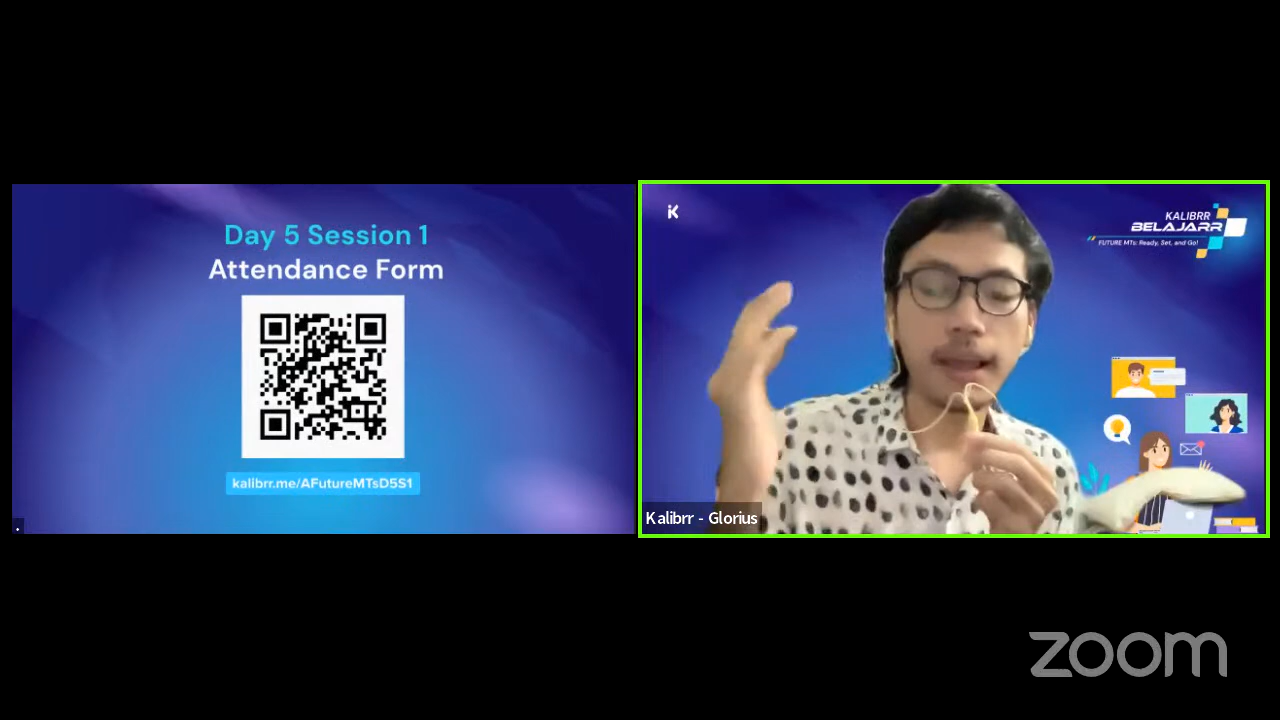 Day 5 Session 1
Attendance Form
kalibrr.me/AFutureMTsD5S1
KALIBRR
BELAJARR
FUTURE MTs: Ready, Set, and Go!
Kalibrr - Glorius
zoom